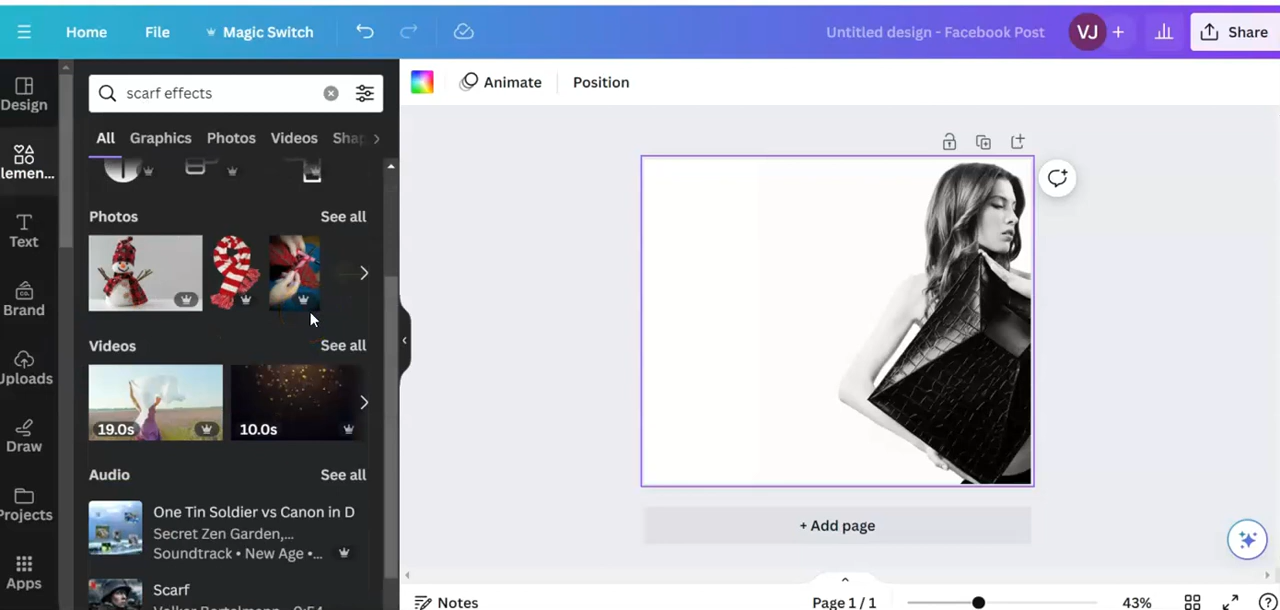 Home File Magic Switch Untitled design - Facebook Post VJ Share
Design
scarf effects
Animate Position
All Graphics Photos Videos Shap
lemen...
Photos See all
Text
Brand
Videos See all
Uploads
19.0s 10.0s
Draw
Audio See all
Projects
One Tin Soldier vs Canon in D
Secret Zen Garden,...
Soundtrack • New Age •...
+ Add page
Apps
Scarf
Notes Page 1 / 1 43%